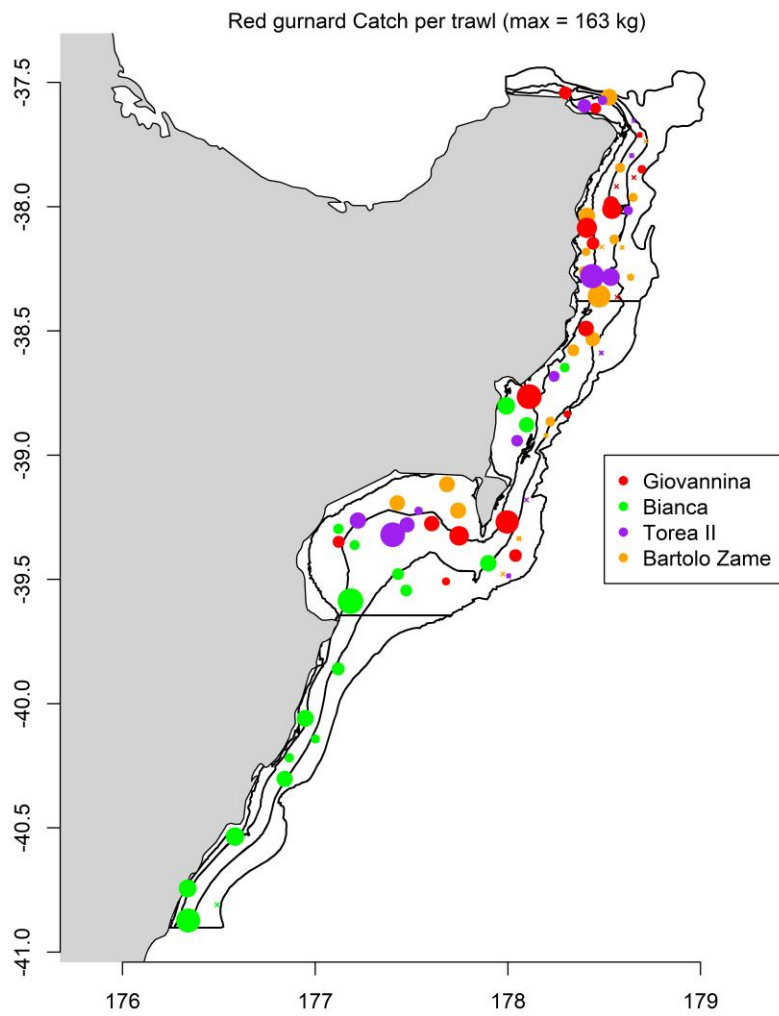 Red gurnard Catch per trawl (max = 163 kg)
-37.5
-38.0
-38.5
-39.0
-39.5
-40.0
-40.5
-41.0
Giovannina
Bianca
Torea II
Bartolo Zame
176 177 178 179